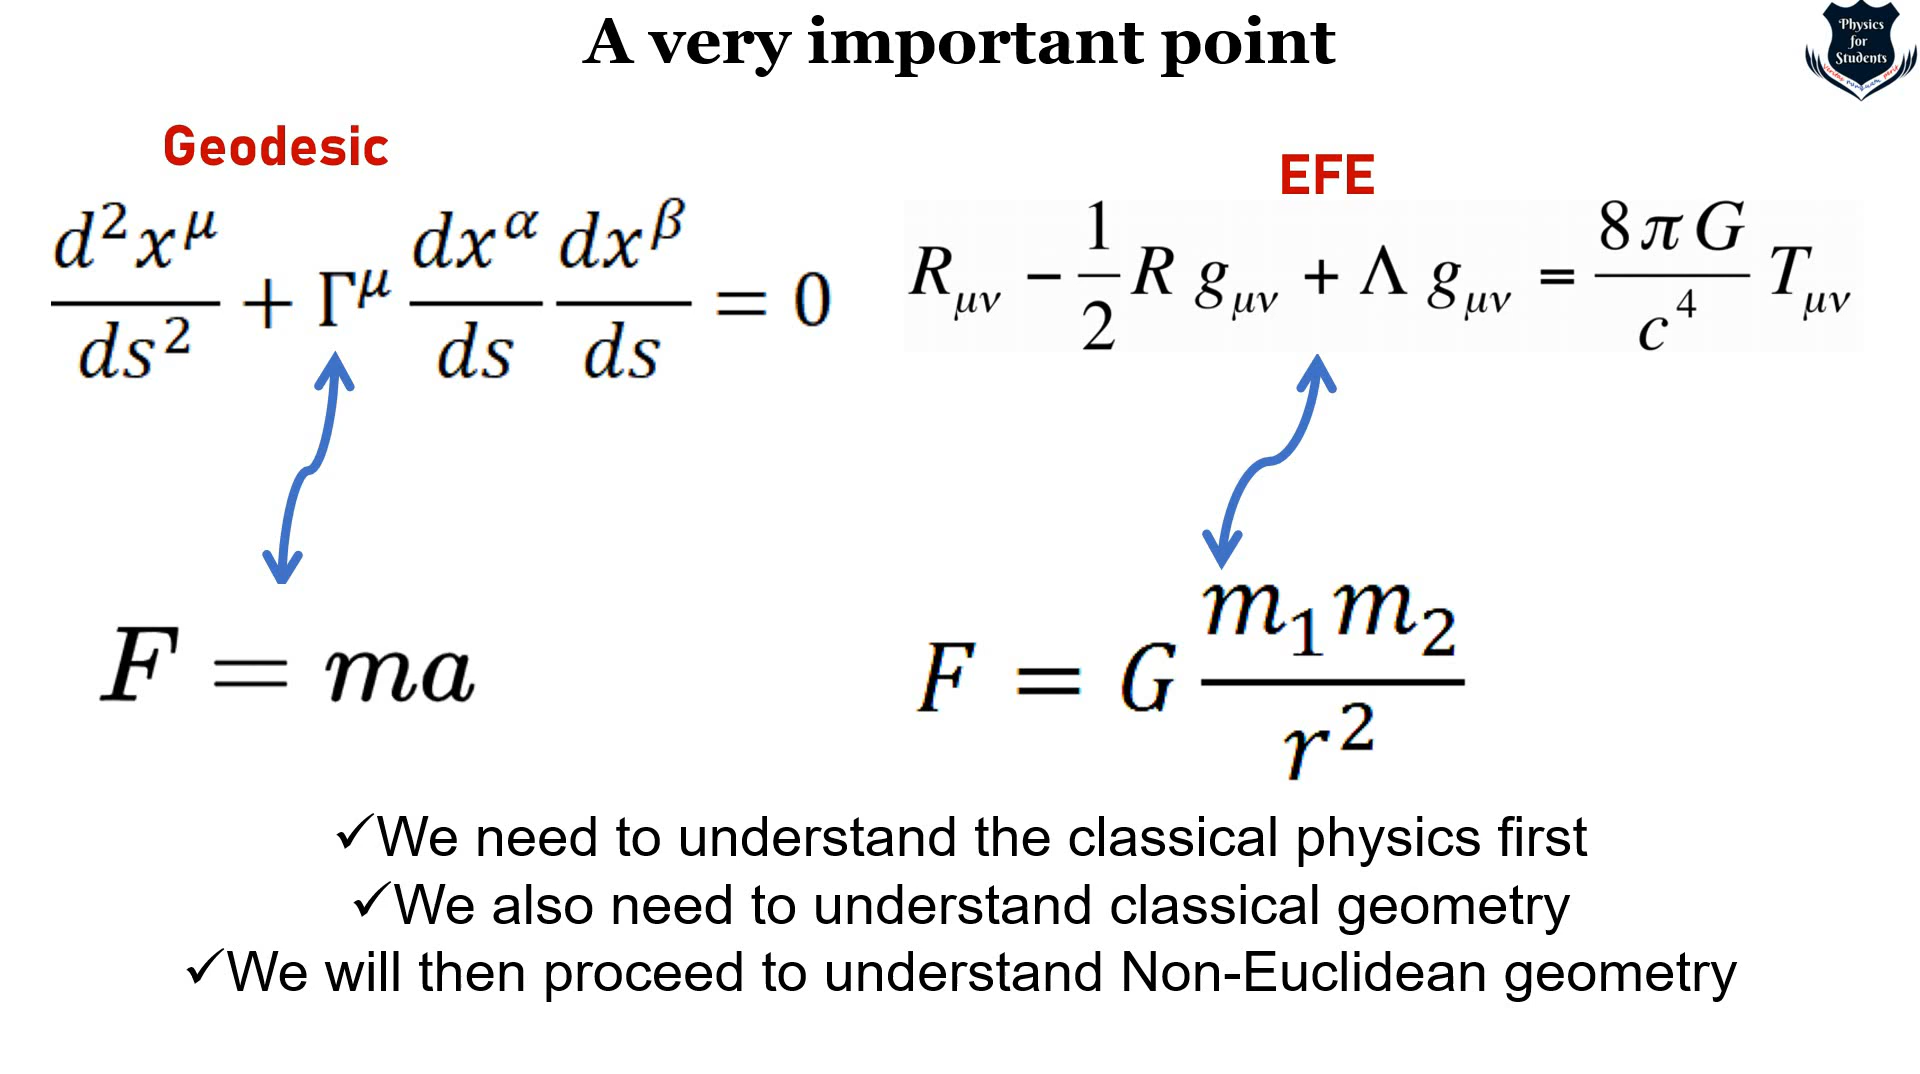 A very important point
Physics
for
Students
Geodesic
d²x^μ/ds² + Γ^μ dx^α/ds dx^β/ds = 0
EFE
R_μν − 1/2 R g_μν + Λ g_μν = 8πG/c⁴ T_μν
F = ma
F = G m₁m₂/r²
✓We need to understand the classical physics first
✓We also need to understand classical geometry
✓We will then proceed to understand Non-Euclidean geometry